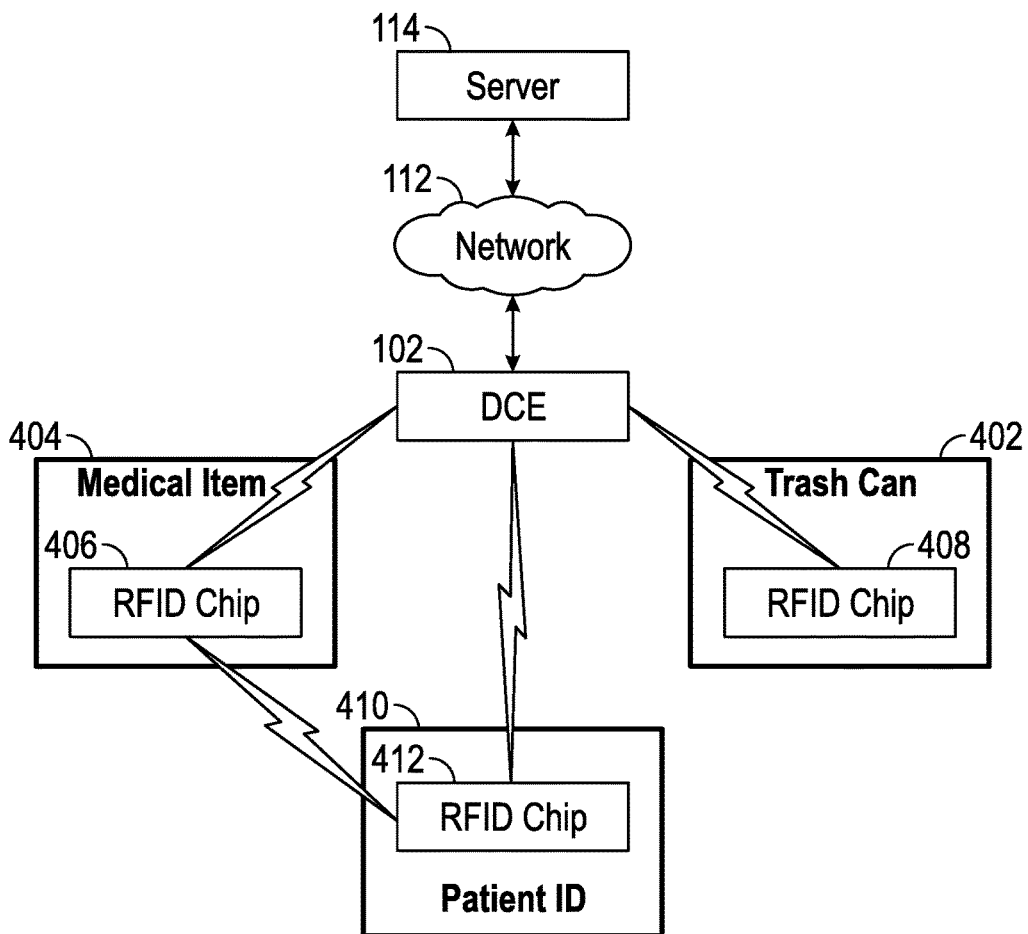 114
Server
112
Network
102
DCE
404
402
Medical Item
Trash Can
406
408
RFID Chip
RFID Chip
410
412
RFID Chip
Patient ID